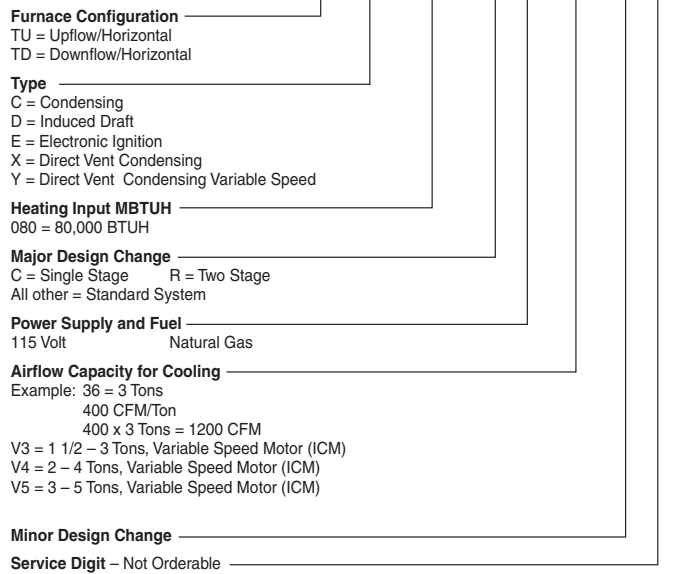 Furnace Configuration
TU = Upflow/Horizontal
TD = Downflow/Horizontal
Type
C = Condensing
D = Induced Draft
E = Electronic Ignition
X = Direct Vent Condensing
Y = Direct Vent Condensing Variable Speed
Heating Input MBTUH
080 = 80,000 BTUH
Major Design Change
C = Single Stage R = Two Stage
All other = Standard System
Power Supply and Fuel
115 Volt Natural Gas
Airflow Capacity for Cooling
Example: 36 = 3 Tons
400 CFM/Ton
400 x 3 Tons = 1200 CFM
V3 = 1 1/2 – 3 Tons, Variable Speed Motor (ICM)
V4 = 2 – 4 Tons, Variable Speed Motor (ICM)
V5 = 3 – 5 Tons, Variable Speed Motor (ICM)
Minor Design Change
Service Digit – Not Orderable